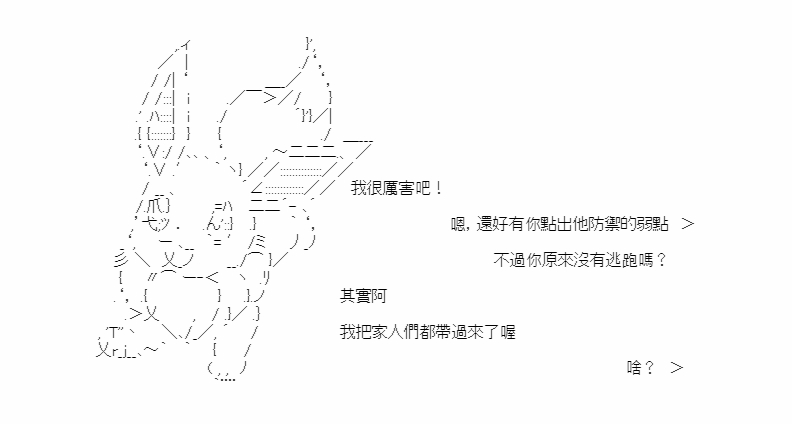 我很厲害吧！
嗯，還好有你點出他防禦的弱點　＞
不過你原來沒有逃跑嗎？
其實阿
我把家人們都帶過來了喔
啥？　＞